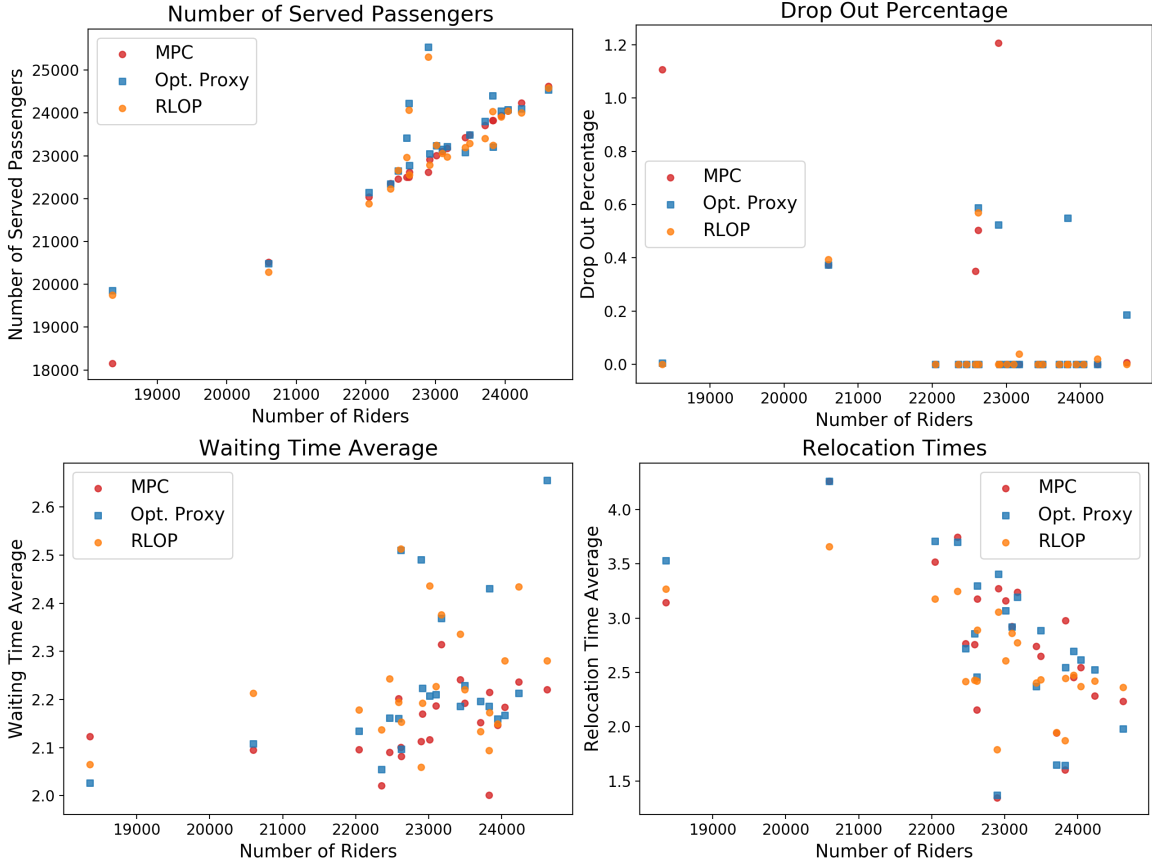 Number of Served Passengers
Number of Served Passengers
25000
24000
23000
22000
21000
20000
19000
18000
MPC
Opt. Proxy
RLOP
19000 20000 21000 22000 23000 24000
Number of Riders
Drop Out Percentage
Drop Out Percentage
1.2
1.0
0.8
0.6
0.4
0.2
0.0
MPC
Opt. Proxy
RLOP
19000 20000 21000 22000 23000 24000
Number of Riders
Waiting Time Average
Waiting Time Average
2.6
2.5
2.4
2.3
2.2
2.1
2.0
MPC
Opt. Proxy
RLOP
19000 20000 21000 22000 23000 24000
Number of Riders
Relocation Times
Relocation Time Average
4.0
3.5
3.0
2.5
2.0
1.5
MPC
Opt. Proxy
RLOP
19000 20000 21000 22000 23000 24000
Number of Riders